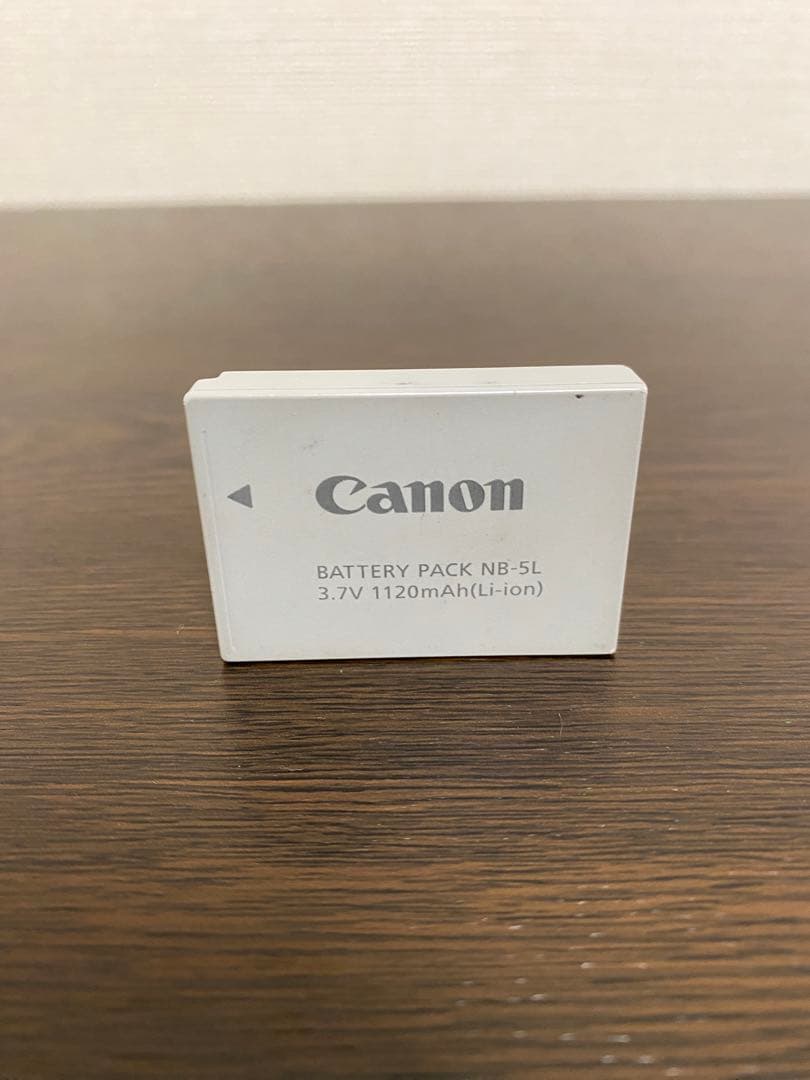 Canon
BATTERY PACK NB-5L
3.7V 1120mAh(Li-ion)